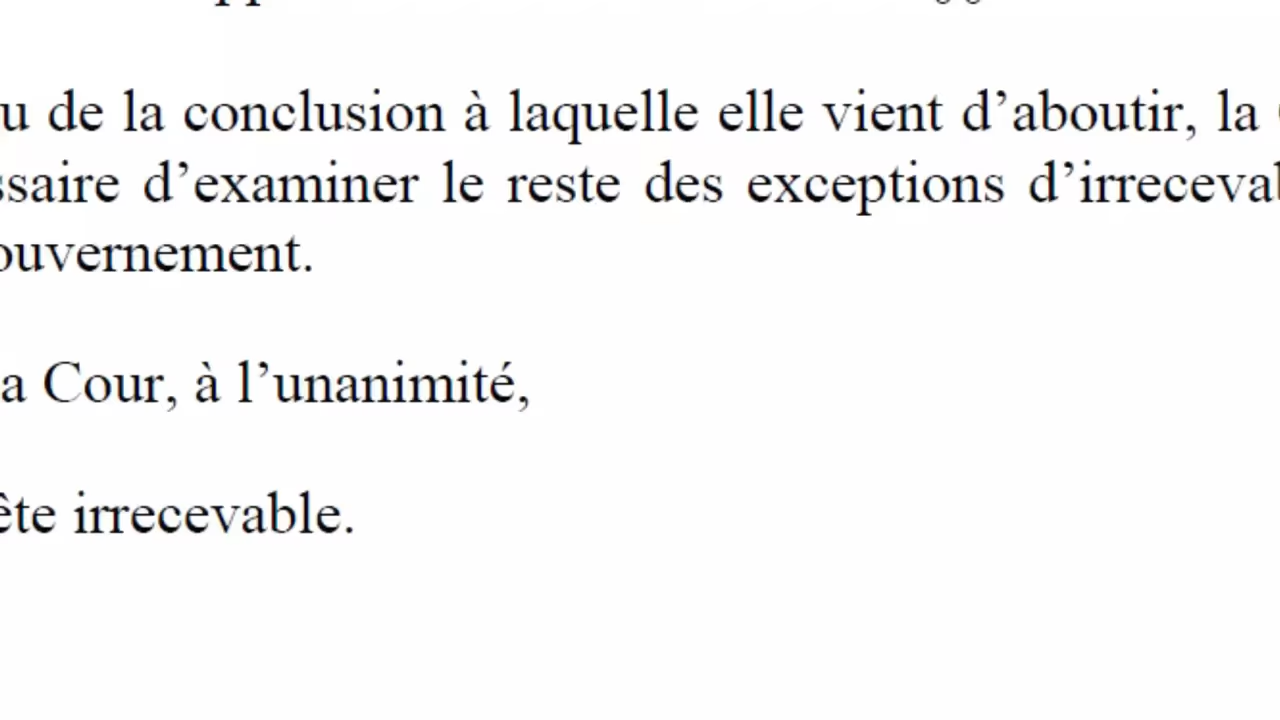 u de la conclusion à laquelle elle vient d’aboutir, la
ssaire d’examiner le reste des exceptions d’irreceva
ouvernement.
a Cour, à l’unanimité,
ête irrecevable.